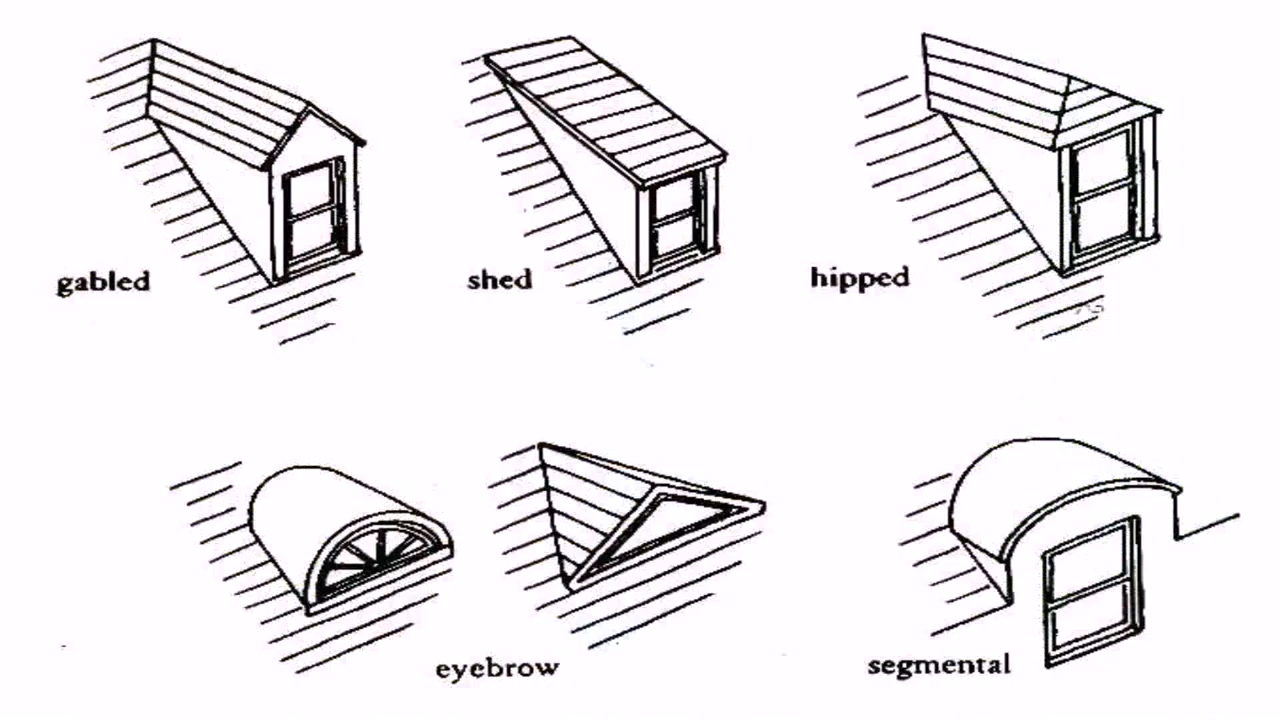 gabled
shed
hipped
eyebrow
segmental